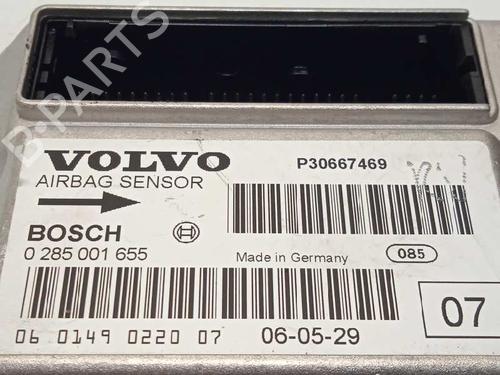 VOLVO
P30667469
AIRBAG SENSOR
BOSCH
0 285 001 655
Made in Germany
085
07
06 0149 0220 07
06-05-29
B-PARTS